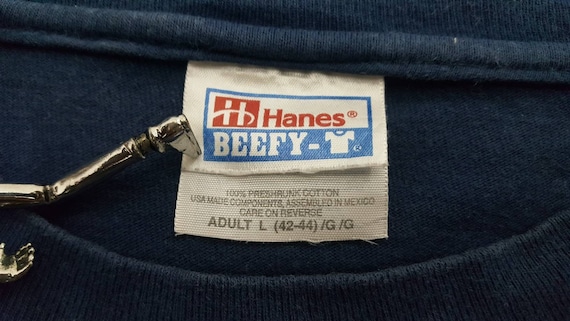 Hanes®
BEEFY-T
100% PRESHRUNK COTTON
USA MADE COMPONENTS, ASSEMBLED IN MEXICO
CARE ON REVERSE
ADULT L (42-44) /G /G